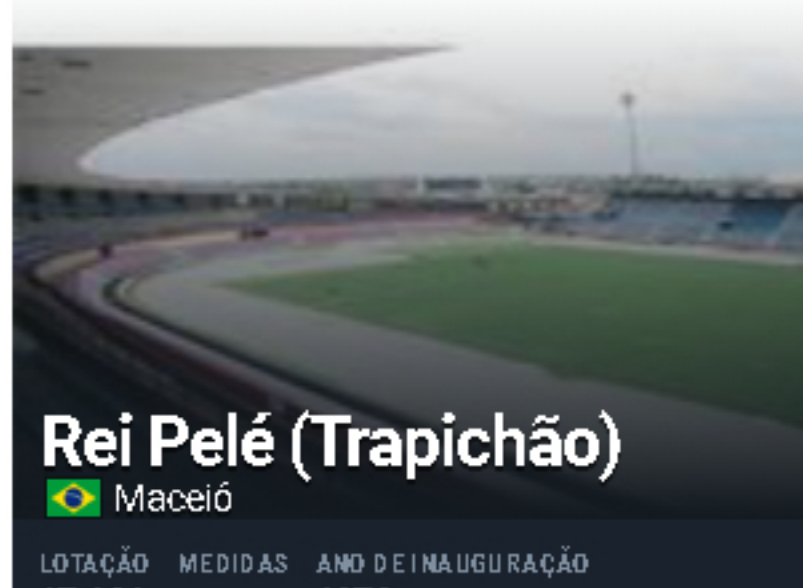 Rei Pelé (Trapichão)
Maceió
LOTAÇÃO MEDIDAS ANO DE INAUGURAÇÃO